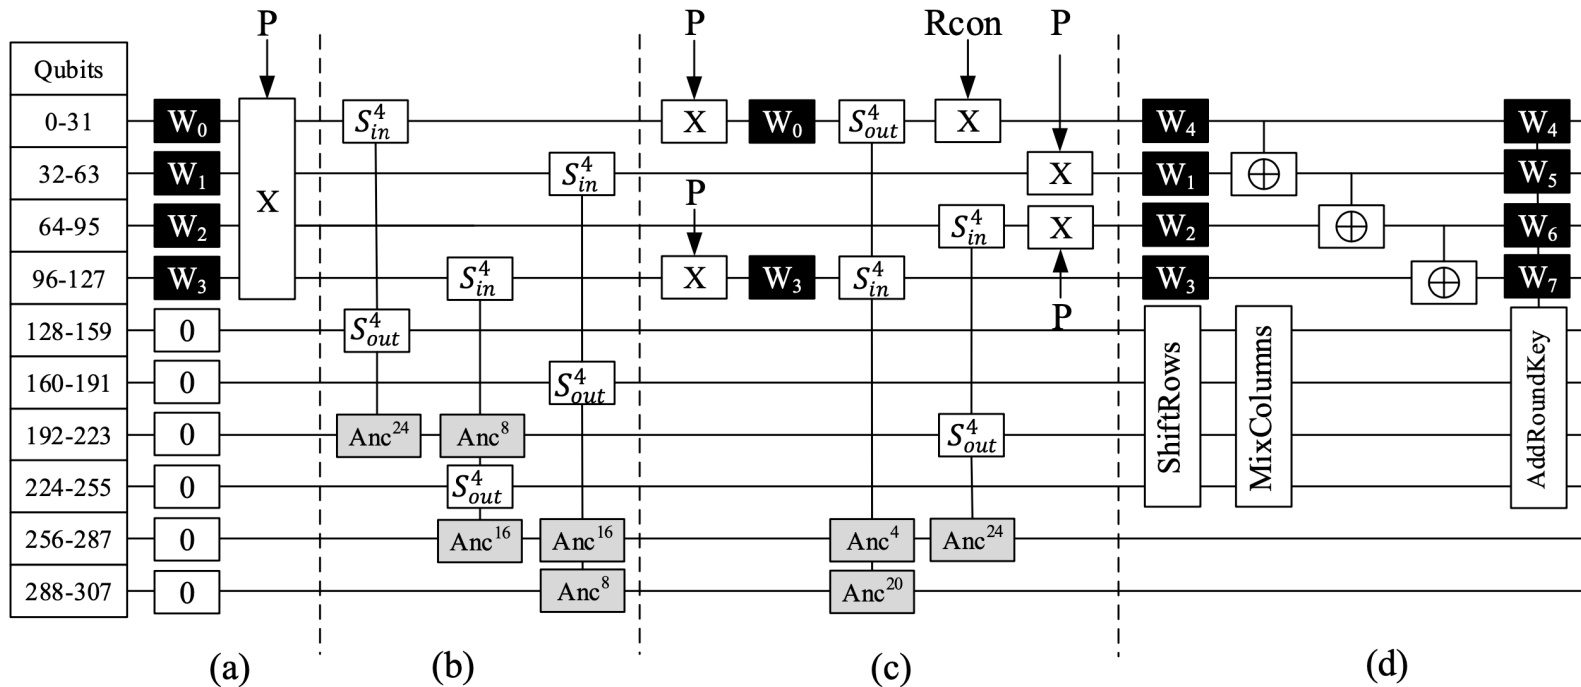 P P Rcon P
Qubits
0-31 W₀ S⁴ᵢₙ X W₀ S⁴ₒᵤₜ X W₄ W₄
32-63 W₁ S⁴ᵢₙ X W₁ W₅
X P
64-95 W₂ S⁴ᵢₙ X W₂ W₆
96-127 W₃ S⁴ᵢₙ X W₃ S⁴ᵢₙ W₃ W₇
P
128-159 0 S⁴ₒᵤₜ
160-191 0 S⁴ₒᵤₜ
192-223 0 Anc²⁴ Anc⁸ S⁴ₒᵤₜ
ShiftRows MixColumns AddRoundKey
224-255 0 S⁴ₒᵤₜ
256-287 0 Anc¹⁶ Anc¹⁶ Anc⁴ Anc²⁴
288-307 0 Anc⁸ Anc²⁰
(a) (b) (c) (d)